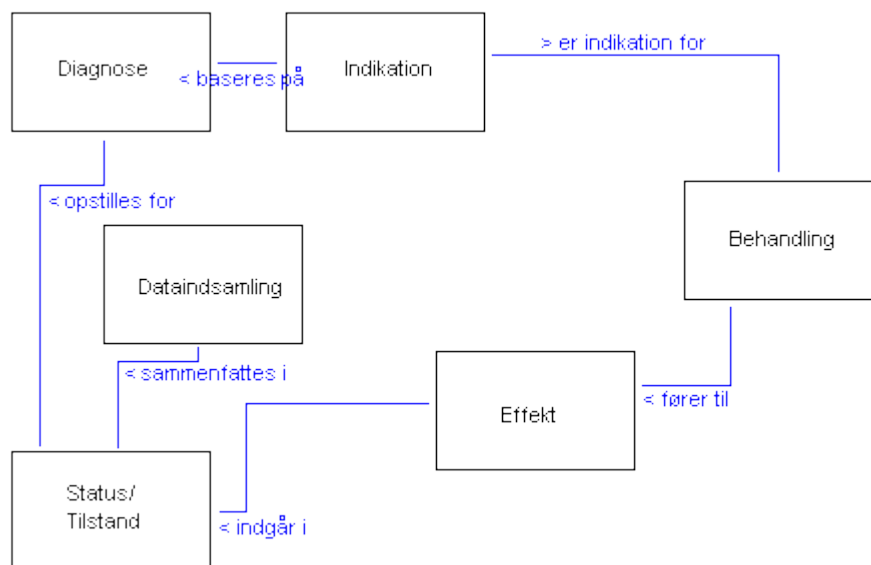 > er indikation for
Diagnose
Indikation
< baseres på
< opstilles for
Behandling
Dataindsamling
< sammenfattes i
< fører til
Effekt
Status/
Tilstand
< indgår i